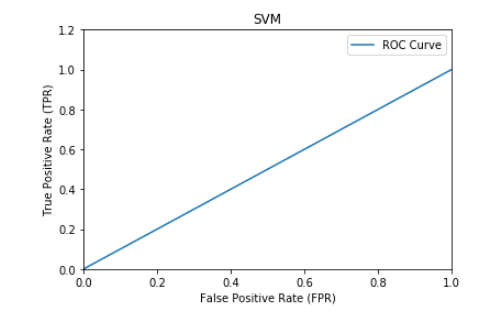 SVM
ROC Curve
True Positive Rate (TPR)
1.2
1.0
0.8
0.6
0.4
0.2
0.0
0.0 0.2 0.4 0.6 0.8 1.0
False Positive Rate (FPR)